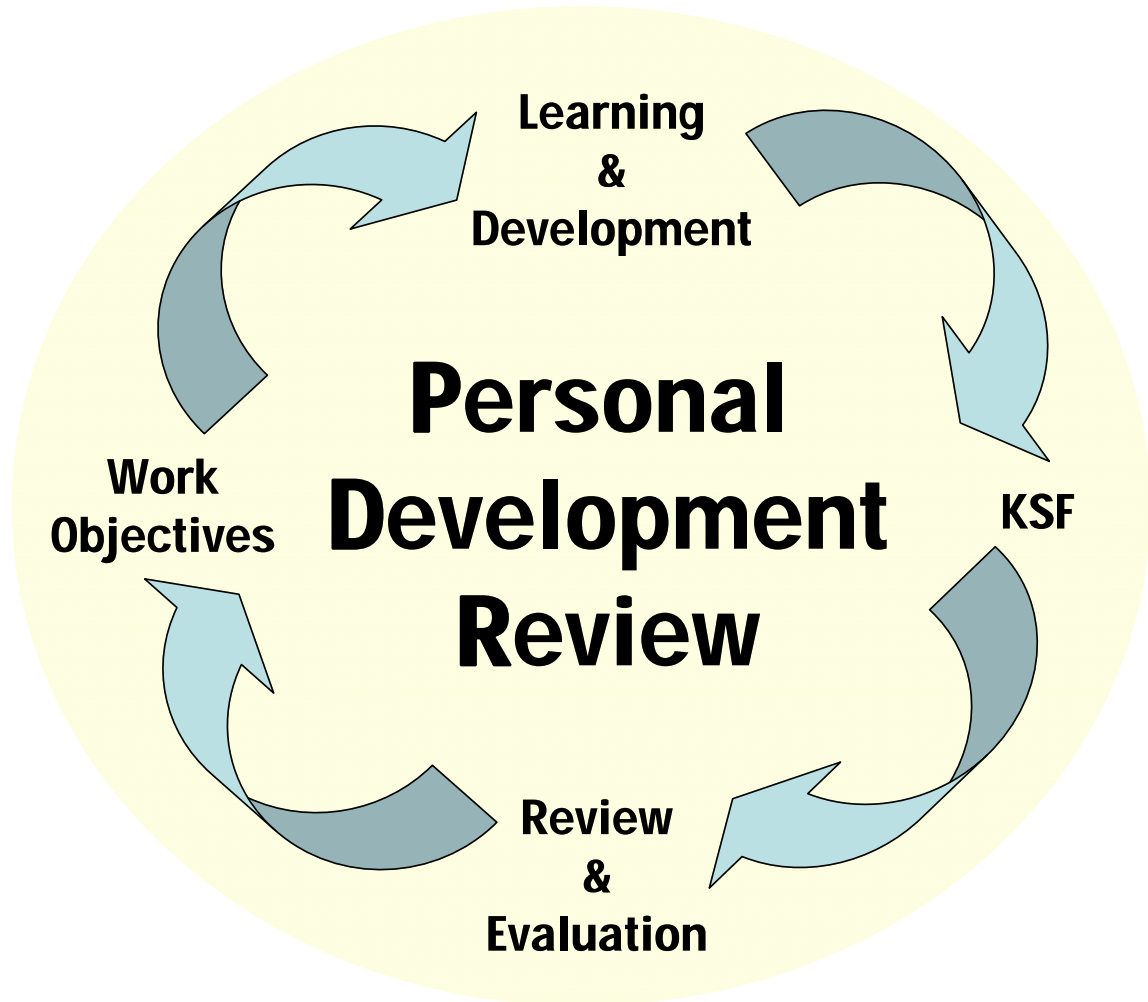 Learning
&
Development
Personal
Development
Review
Work
Objectives
KSF
Review
&
Evaluation